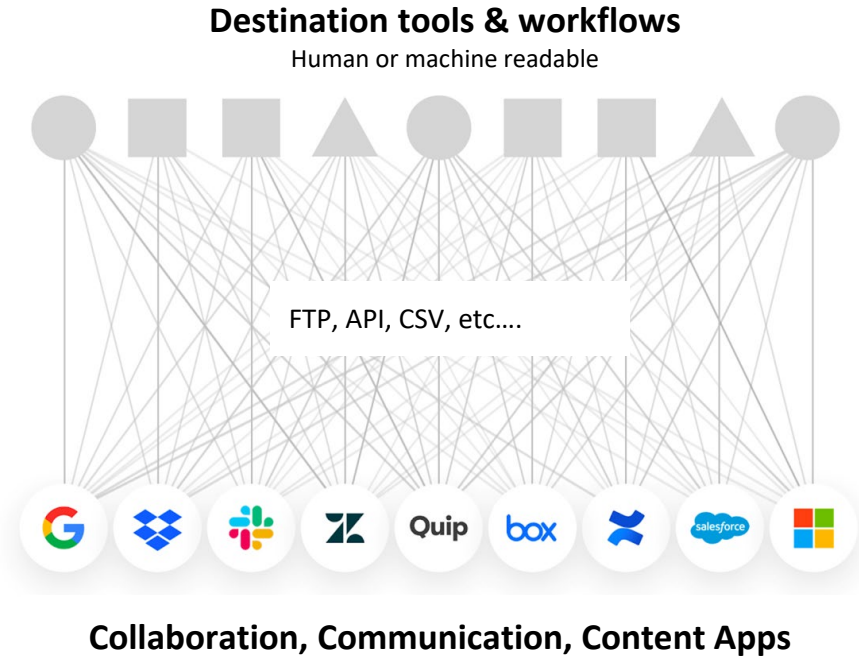 Destination tools & workflows
Human or machine readable
FTP, API, CSV, etc....
G
Quip
box
salesforce
Collaboration, Communication, Content Apps